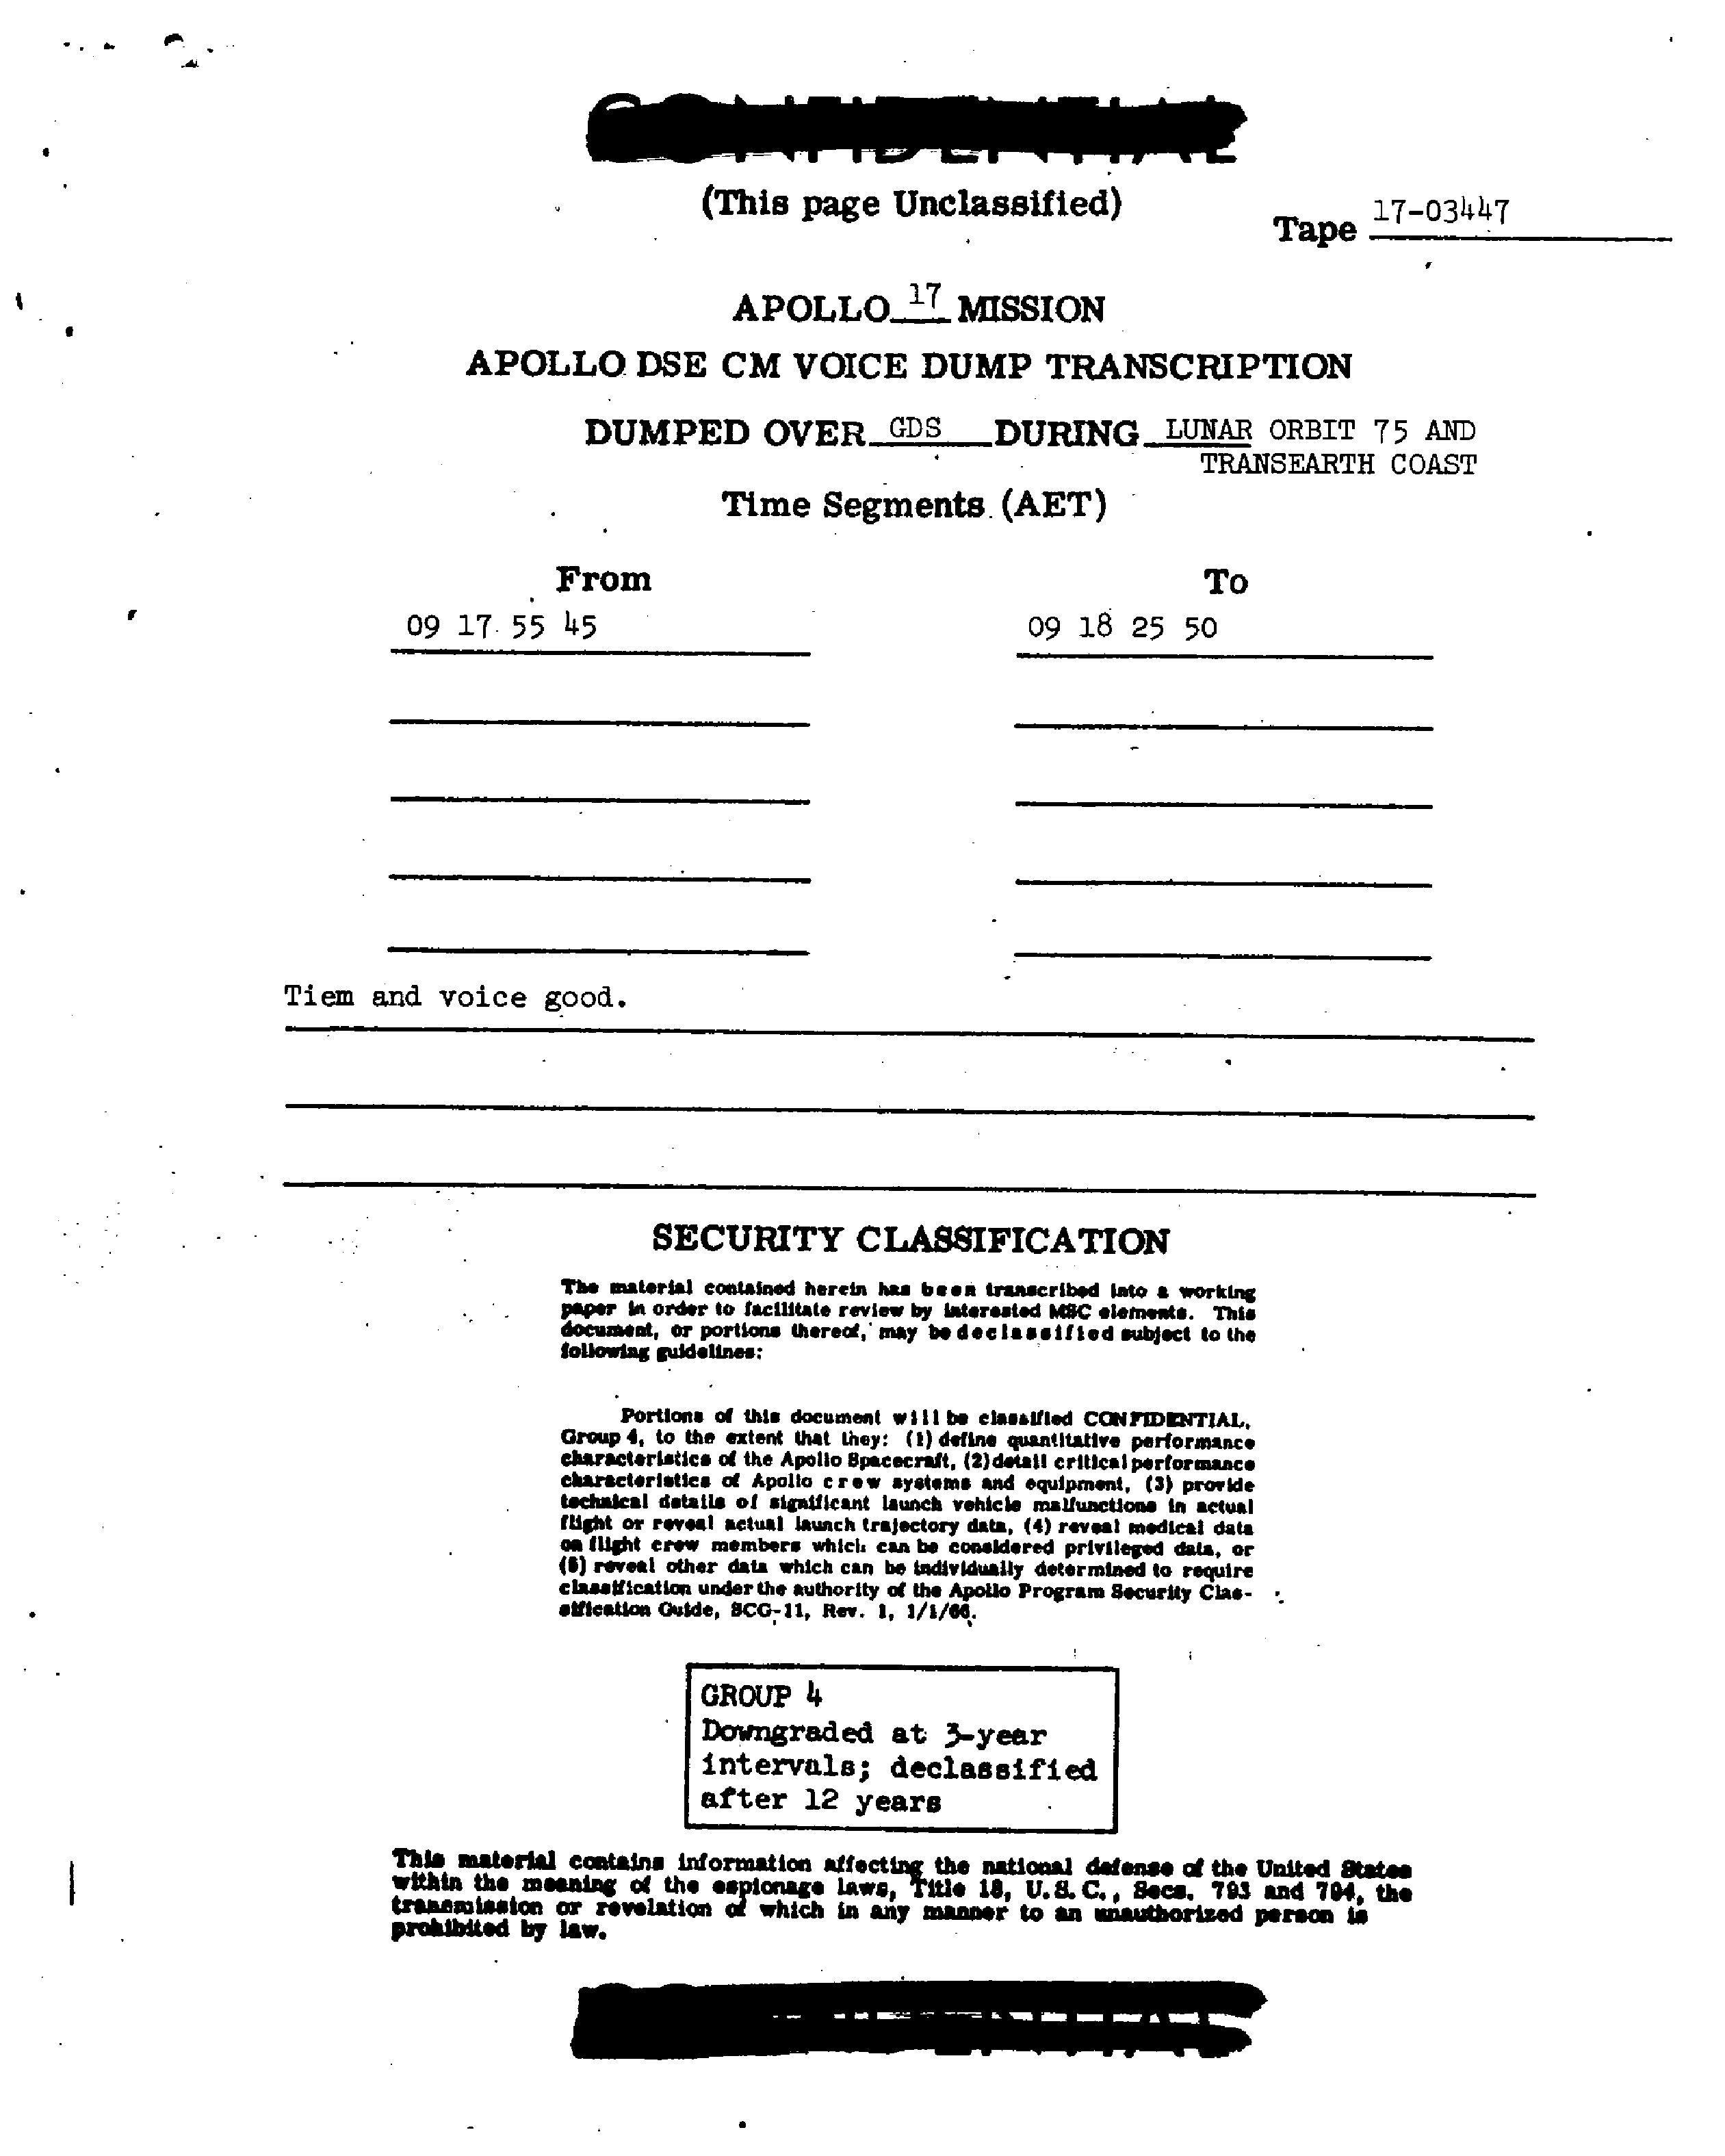 CONFIDENTIAL
(This page Unclassified)
Tape 17-03447
APOLLO 17 MISSION
APOLLO DSE CM VOICE DUMP TRANSCRIPTION
DUMPED OVER GDS DURING LUNAR ORBIT 75 AND
TRANSEARTH COAST
Time Segments (AET)
From To
09 17 55 45 09 18 25 50
Tiem and voice good.
SECURITY CLASSIFICATION
The material contained herein has been transcribed into a working
paper in order to facilitate review by interested MSC elements. This
document, or portions thereof, may be declassified subject to the
following guidelines:
Portions of this document will be classified CONFIDENTIAL,
Group 4, to the extent that they: (1) define quantitative performance
characteristics of the Apollo Spacecraft, (2) detail critical performance
characteristics of Apollo crew systems and equipment, (3) provide
technical details of significant launch vehicle malfunctions in actual
flight or reveal actual launch trajectory data, (4) reveal medical data
on flight crew members which can be considered privileged data, or
(5) reveal other data which can be individually determined to require
classification under the authority of the Apollo Program Security Clas-
sification Guide, SCG-11, Rev. 1, 1/1/66.
GROUP 4
Downgraded at 3-year
intervals; declassified
after 12 years
This material contains information affecting the national defense of the United States
within the meaning of the espionage laws, Title 18, U.S.C., Secs. 793 and 794, the
transmission or revelation of which in any manner to an unauthorized person is
prohibited by law.